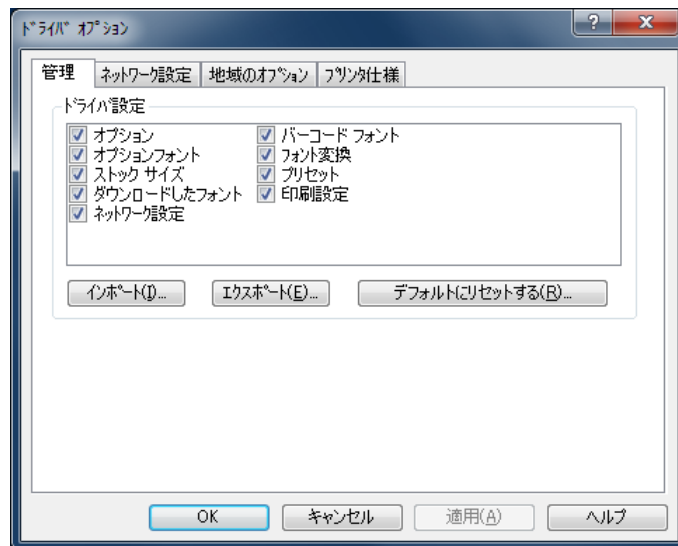 ドライバ オプション
管理 ネットワーク設定 地域のオプション プリンタ仕様
ドライバ設定
オプション バーコード フォント
オプションフォント フォント変換
ストック サイズ プリセット
ダウンロードしたフォント 印刷設定
ネットワーク設定
インポート(I)... エクスポート(E)... デフォルトにリセットする(R)...
OK キャンセル 適用(A) ヘルプ